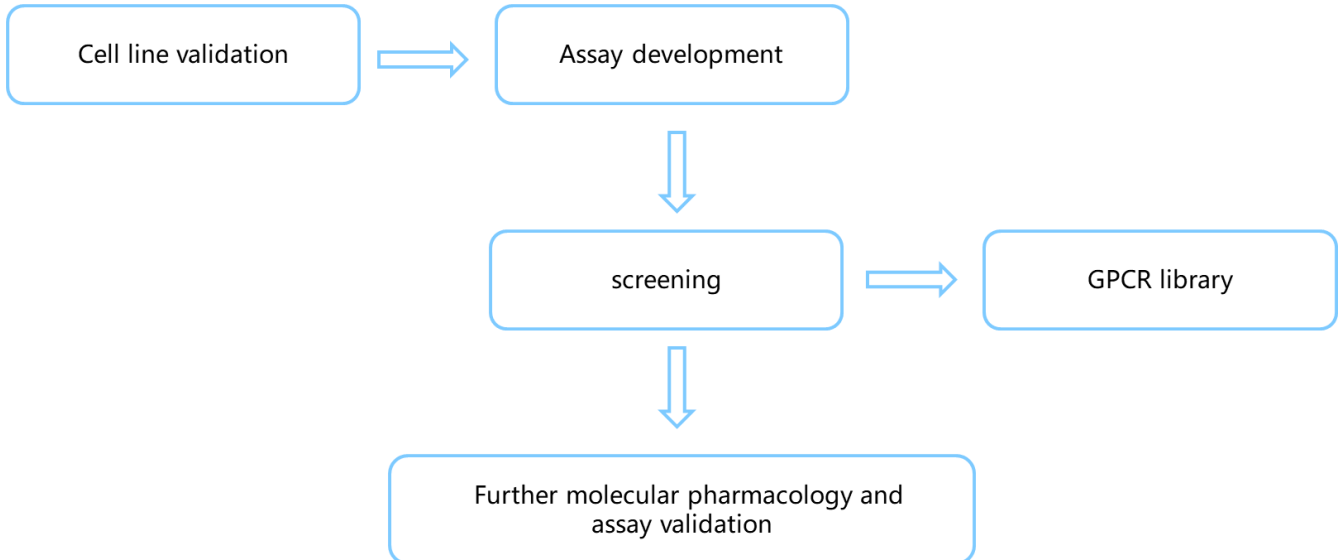 Cell line validation
Assay development
screening
GPCR library
Further molecular pharmacology and
assay validation